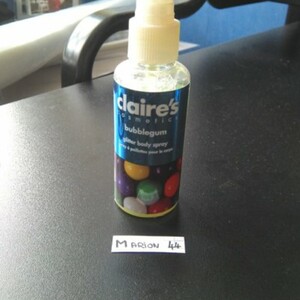 claire's
cosmetics
bubblegum
glitter body spray
MARION 44